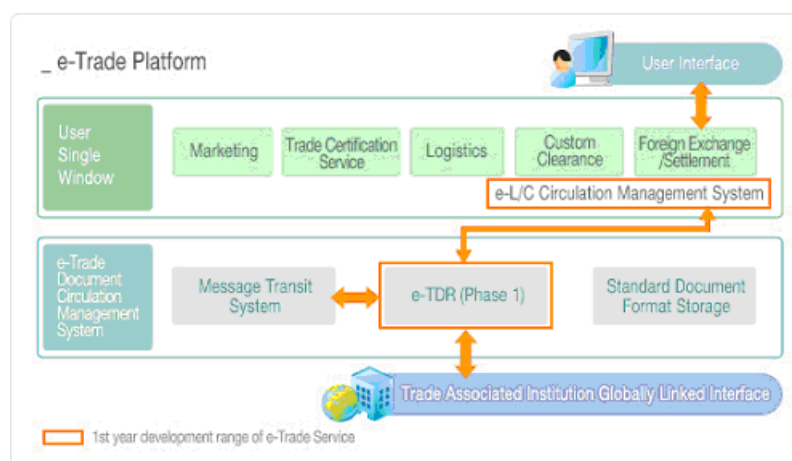 _ e-Trade Platform
User Interface
User
Single
Window
Marketing
Trade Certification
Service
Logistics
Custom
Clearance
Foreign Exchange
/Settlement
e-L/C Circulation Management System
e-Trade
Document
Circulation
Management
System
Message Transit
System
e-TDR (Phase 1)
Standard Document
Format Storage
Trade Associated Institution Globally Linked Interface
1st year development range of e-Trade Service